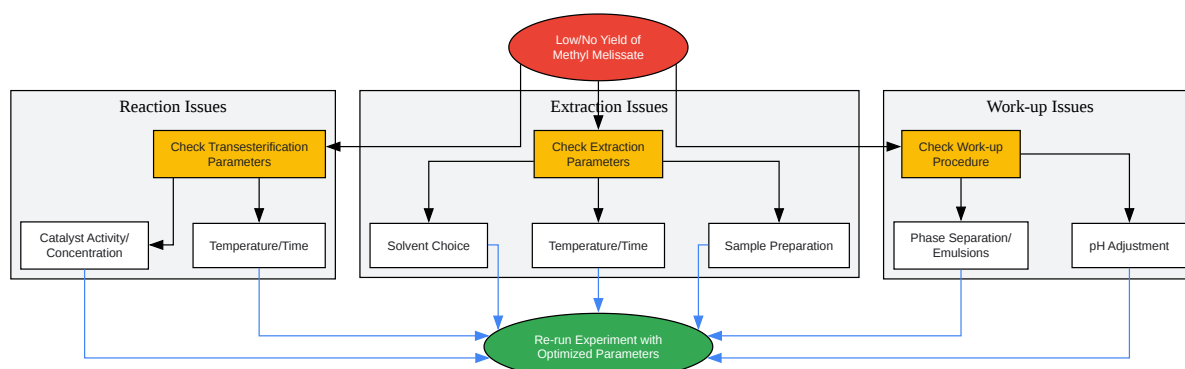 Low/No Yield of
Methyl Melissate
Reaction Issues
Extraction Issues
Work-up Issues
Check Transesterification
Parameters
Check Extraction
Parameters
Check Work-up
Procedure
Catalyst Activity/
Concentration
Temperature/Time
Solvent Choice
Temperature/Time
Sample Preparation
Phase Separation/
Emulsions
pH Adjustment
Re-run Experiment with
Optimized Parameters